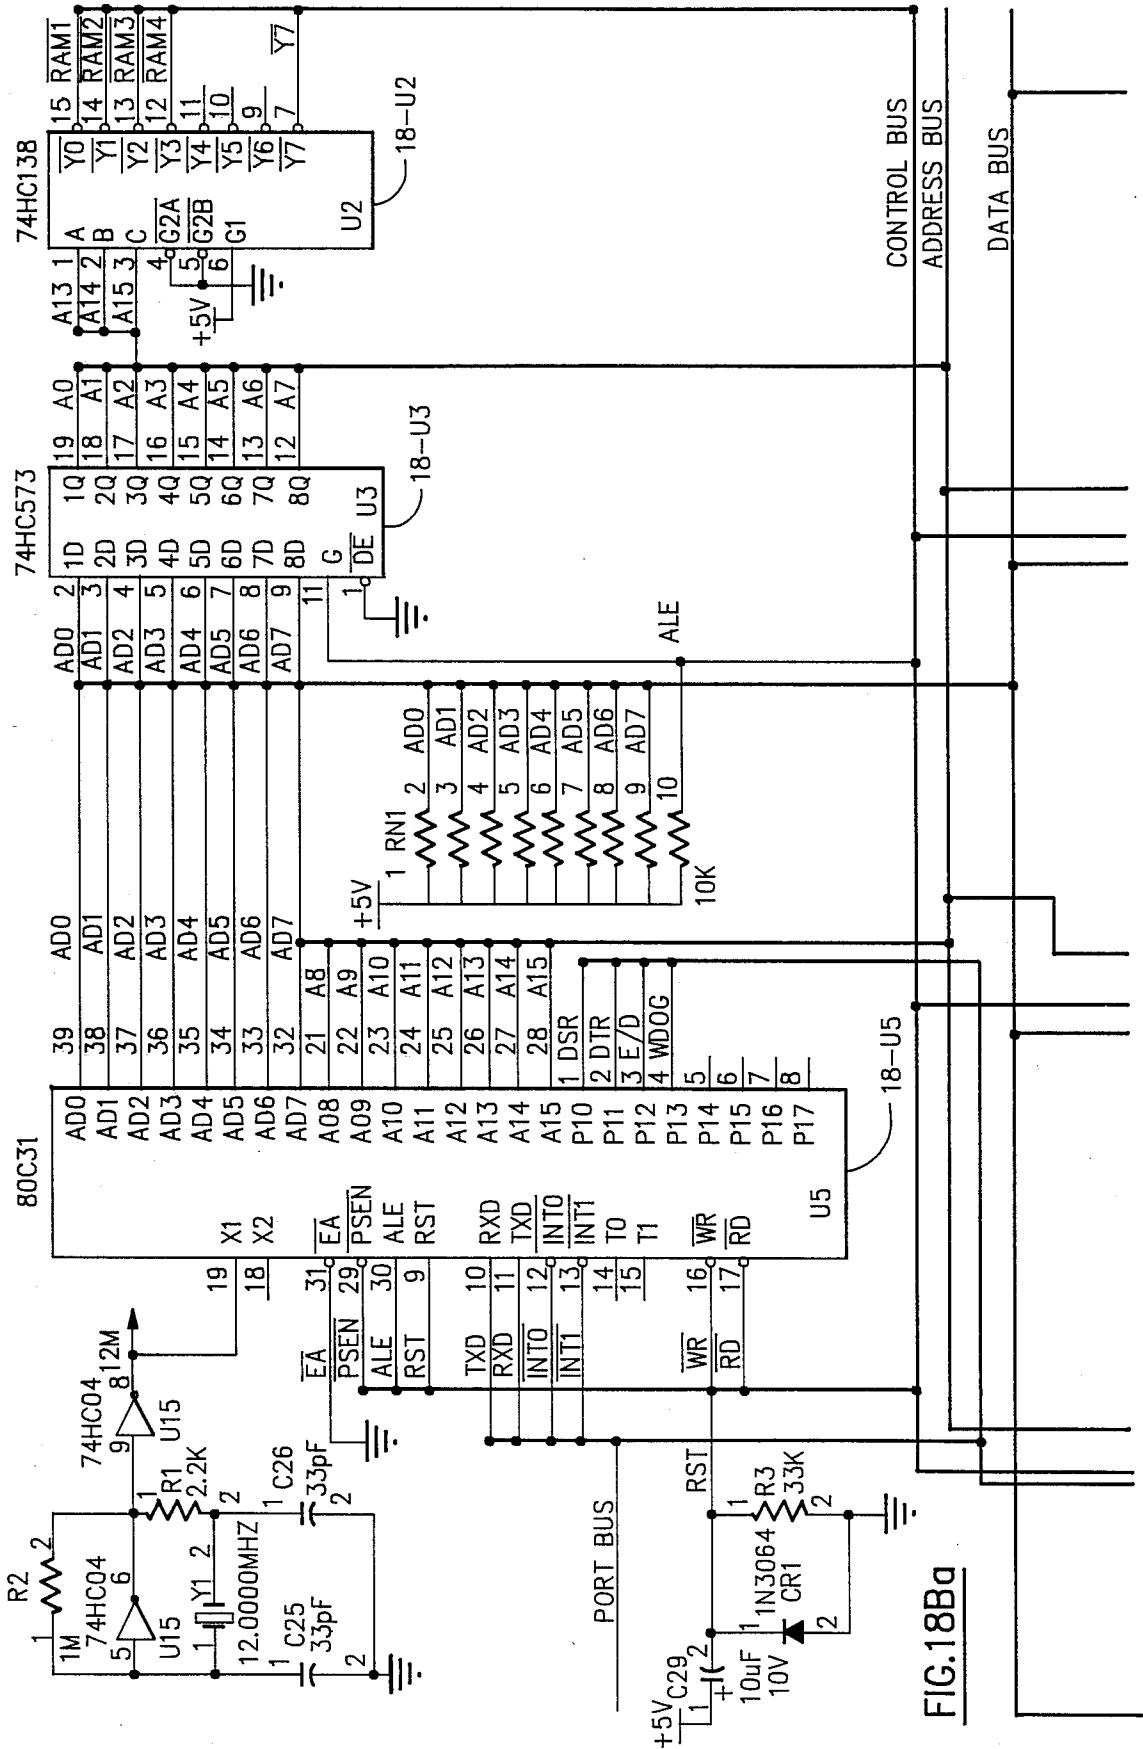 R2
1
1M
2
74HC04
5
6
U15
74HC04
9
8
U15
12M
1
R1
2.2K
2
1
Y1
2
12.0000MHZ
1
C25
33pF
2
1
C26
33pF
2
80C31
19
X1
18
X2
31
EA
EA
29
PSEN
PSEN
30
ALE
ALE
9
RST
RST
10
TXD
RXD
11
RXD
TXD
12
INT0
INT0
13
INT1
INT1
14
T0
15
T1
16
WR
WR
17
RD
RD
U5
18-U5
AD0 39 AD0
AD1 38 AD1
AD2 37 AD2
AD3 36 AD3
AD4 35 AD4
AD5 34 AD5
AD6 33 AD6
AD7 32 AD7
A08 21 A8
A09 22 A9
A10 23 A10
A11 24 A11
A12 25 A12
A13 26 A13
A14 27 A14
A15 28 A15
P10 1 DSR
P11 2 DTR
P12 3 E/D
P13 4 WDOG
P14 5
P15 6
P16 7
P17 8
+5V
1 RN1
2 AD0
3 AD1
4 AD2
5 AD3
6 AD4
7 AD5
8 AD6
9 AD7
10
10K
ALE
74HC573
AD0 2 1D 1Q 19 A0
AD1 3 2D 2Q 18 A1
AD2 4 3D 3Q 17 A2
AD3 5 4D 4Q 16 A3
AD4 6 5D 5Q 15 A4
AD5 7 6D 6Q 14 A5
AD6 8 7D 7Q 13 A6
AD7 9 8D 8Q 12 A7
11 G
1 DE
U3
18-U3
74HC138
A13 1 A Y0 15 RAM1
A14 2 B Y1 14 RAM2
A15 3 C Y2 13 RAM3
Y3 12 RAM4
4 G2A Y4 11
5 G2B Y5 10
6 G1 Y6 9
Y7 7 Y7
+5V
U2
18-U2
PORT BUS
RST
+5V
1
C29
+
10uF
10V
1
1N3064
CR1
2
1
R3
33K
2
CONTROL BUS
ADDRESS BUS
DATA BUS
FIG.18Ba